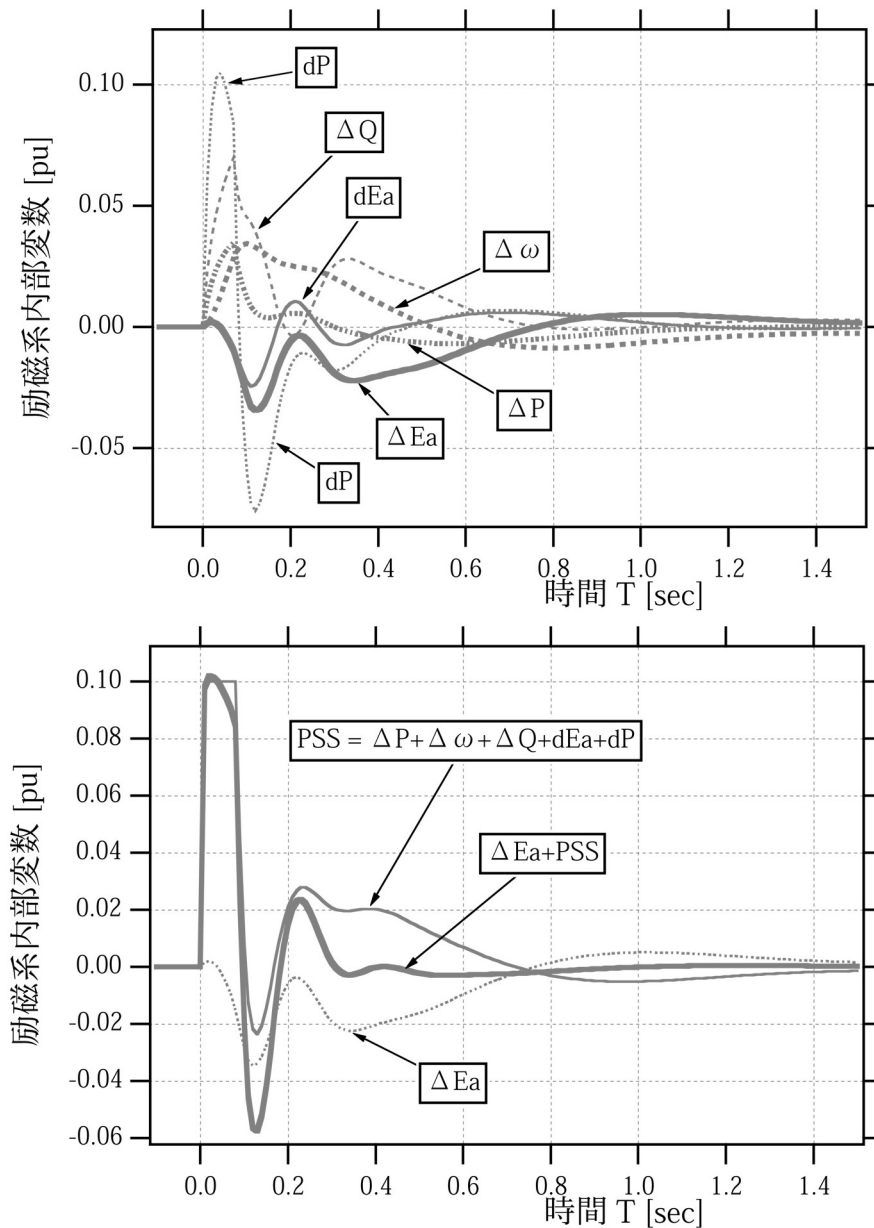 励磁系内部変数 [pu]
0.10
0.05
0.00
-0.05
dP
ΔQ
dEa
Δω
ΔP
ΔEa
dP
0.0 0.2 0.4 0.6 0.8 1.0 1.2 1.4
時間 T [sec]
励磁系内部変数 [pu]
0.10
0.08
0.06
0.04
0.02
0.00
-0.02
-0.04
-0.06
PSS = ΔP+Δω+ΔQ+dEa+dP
ΔEa+PSS
ΔEa
0.0 0.2 0.4 0.6 0.8 1.0 1.2 1.4
時間 T [sec]